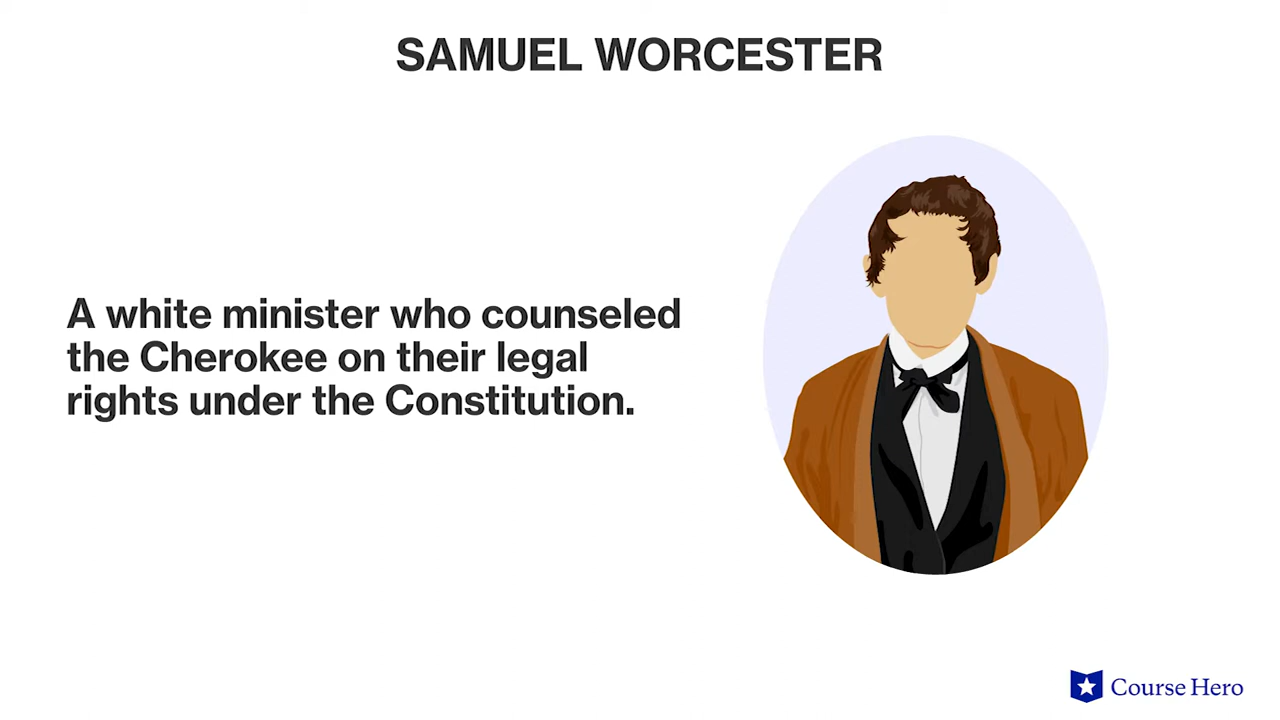 SAMUEL WORCESTER
A white minister who counseled
the Cherokee on their legal
rights under the Constitution.
Course Hero